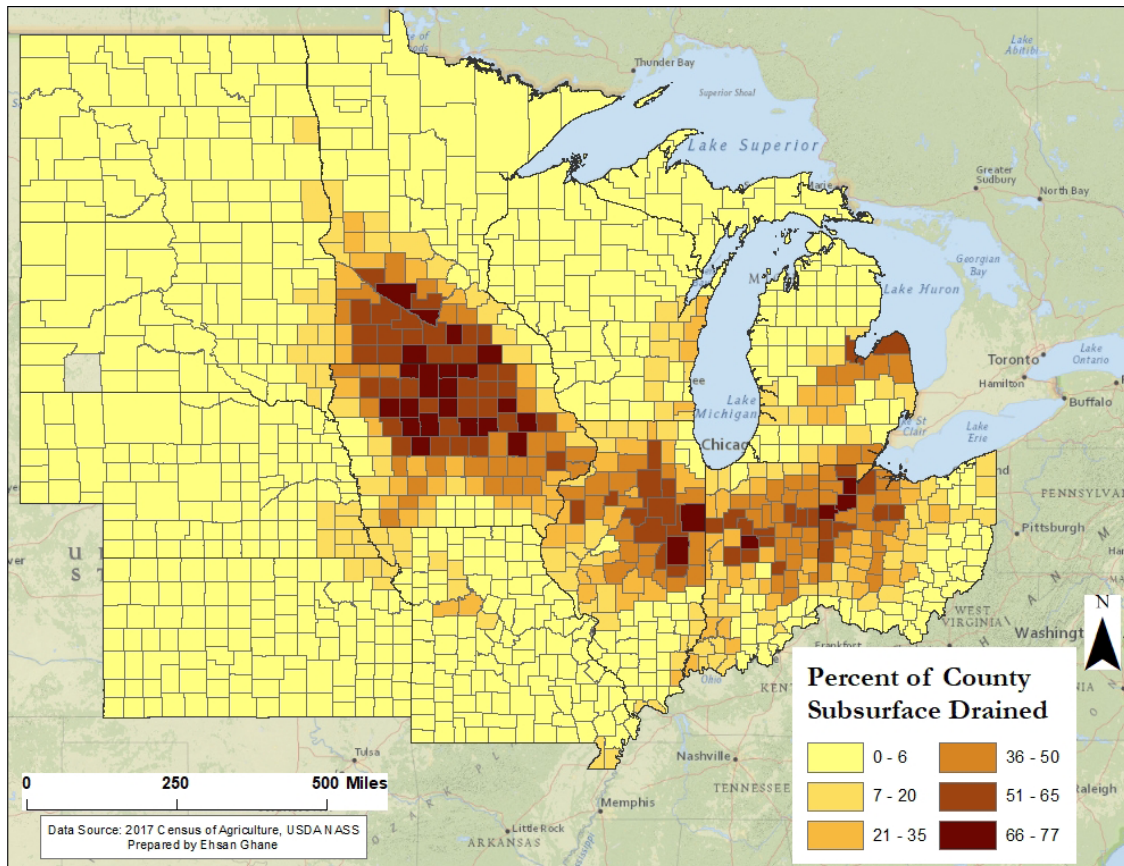 Lake
Abitibi
Thunder Bay
Superior Shoal
Lake Superior
Greater
Sudbury
North Bay
Georgian
Bay
Lake Huron
Toronto
Lake
Ontario
Hamilton
Buffalo
Lake St
Clair
Lake
Erie
Lake
Michigan
PENNSYLVA
Pittsburgh
WEST
VIRGINIA
Washingt
Frankfort
Ohio
Nashville
TENNESSEE
Memphis
Little Rock
ARKANSAS
Tulsa
Raleigh
N
Percent of County
Subsurface Drained
0 - 6
36 - 50
7 - 20
51 - 65
21 - 35
66 - 77
0 250 500 Miles
Data Source: 2017 Census of Agriculture, USDA NASS
Prepared by Ehsan Ghane